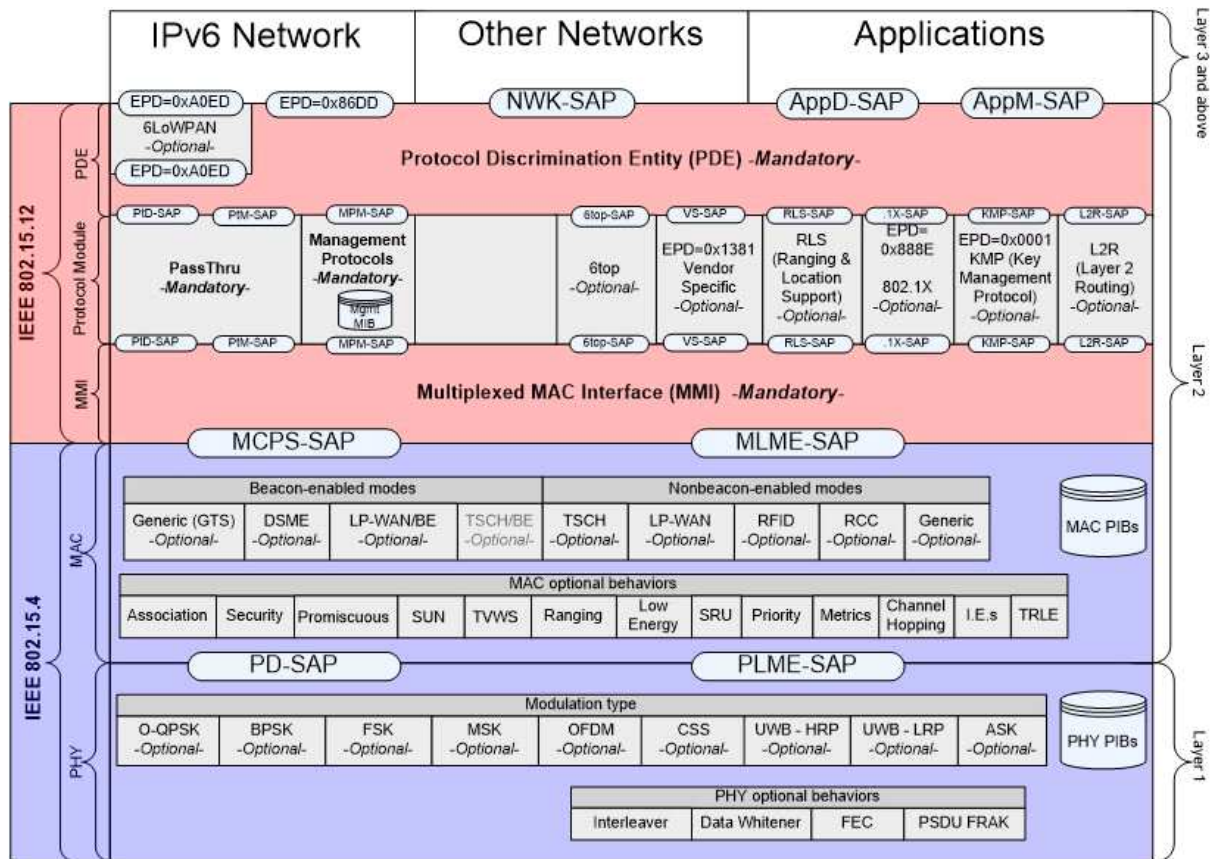 IPv6 Network
Other Networks
Applications
Layer 3 and above
EPD=0xA0ED
EPD=0x86DD
NWK-SAP
AppD-SAP
AppM-SAP
6LoWPAN
-Optional-
EPD=0xA0ED
Protocol Discrimination Entity (PDE) -Mandatory-
PDE
IEEE 802.15.12
PtD-SAP
PtM-SAP
MPM-SAP
6top-SAP
VS-SAP
RLS-SAP
.1X-SAP
KMP-SAP
L2R-SAP
Protocol Module
PassThru
-Mandatory-
Management
Protocols
-Mandatory-
Mgmt
MIB
6top
-Optional-
EPD=0x1381
Vendor
Specific
-Optional-
RLS
(Ranging &
Location
Support)
-Optional-
EPD=
0x888E
802.1X
-Optional-
EPD=0x0001
KMP (Key
Management
Protocol)
-Optional-
L2R
(Layer 2
Routing)
-Optional-
PtD-SAP
PtM-SAP
MPM-SAP
6top-SAP
VS-SAP
RLS-SAP
.1X-SAP
KMP-SAP
L2R-SAP
MMI
Multiplexed MAC Interface (MMI) -Mandatory-
Layer 2
MCPS-SAP
MLME-SAP
IEEE 802.15.4
MAC
Beacon-enabled modes
Nonbeacon-enabled modes
Generic (GTS)
-Optional-
DSME
-Optional-
LP-WAN/BE
-Optional-
TSCH/BE
-Optional-
TSCH
-Optional-
LP-WAN
-Optional-
RFID
-Optional-
RCC
-Optional-
Generic
-Optional-
MAC PIBs
MAC optional behaviors
Association
Security
Promiscuous
SUN
TVWS
Ranging
Low
Energy
SRU
Priority
Metrics
Channel
Hopping
I.E.s
TRLE
PD-SAP
PLME-SAP
PHY
Modulation type
O-QPSK
-Optional-
BPSK
-Optional-
FSK
-Optional-
MSK
-Optional-
OFDM
-Optional-
CSS
-Optional-
UWB - HRP
-Optional-
UWB - LRP
-Optional-
ASK
-Optional-
PHY PIBs
Layer 1
PHY optional behaviors
Interleaver
Data Whitener
FEC
PSDU FRAK